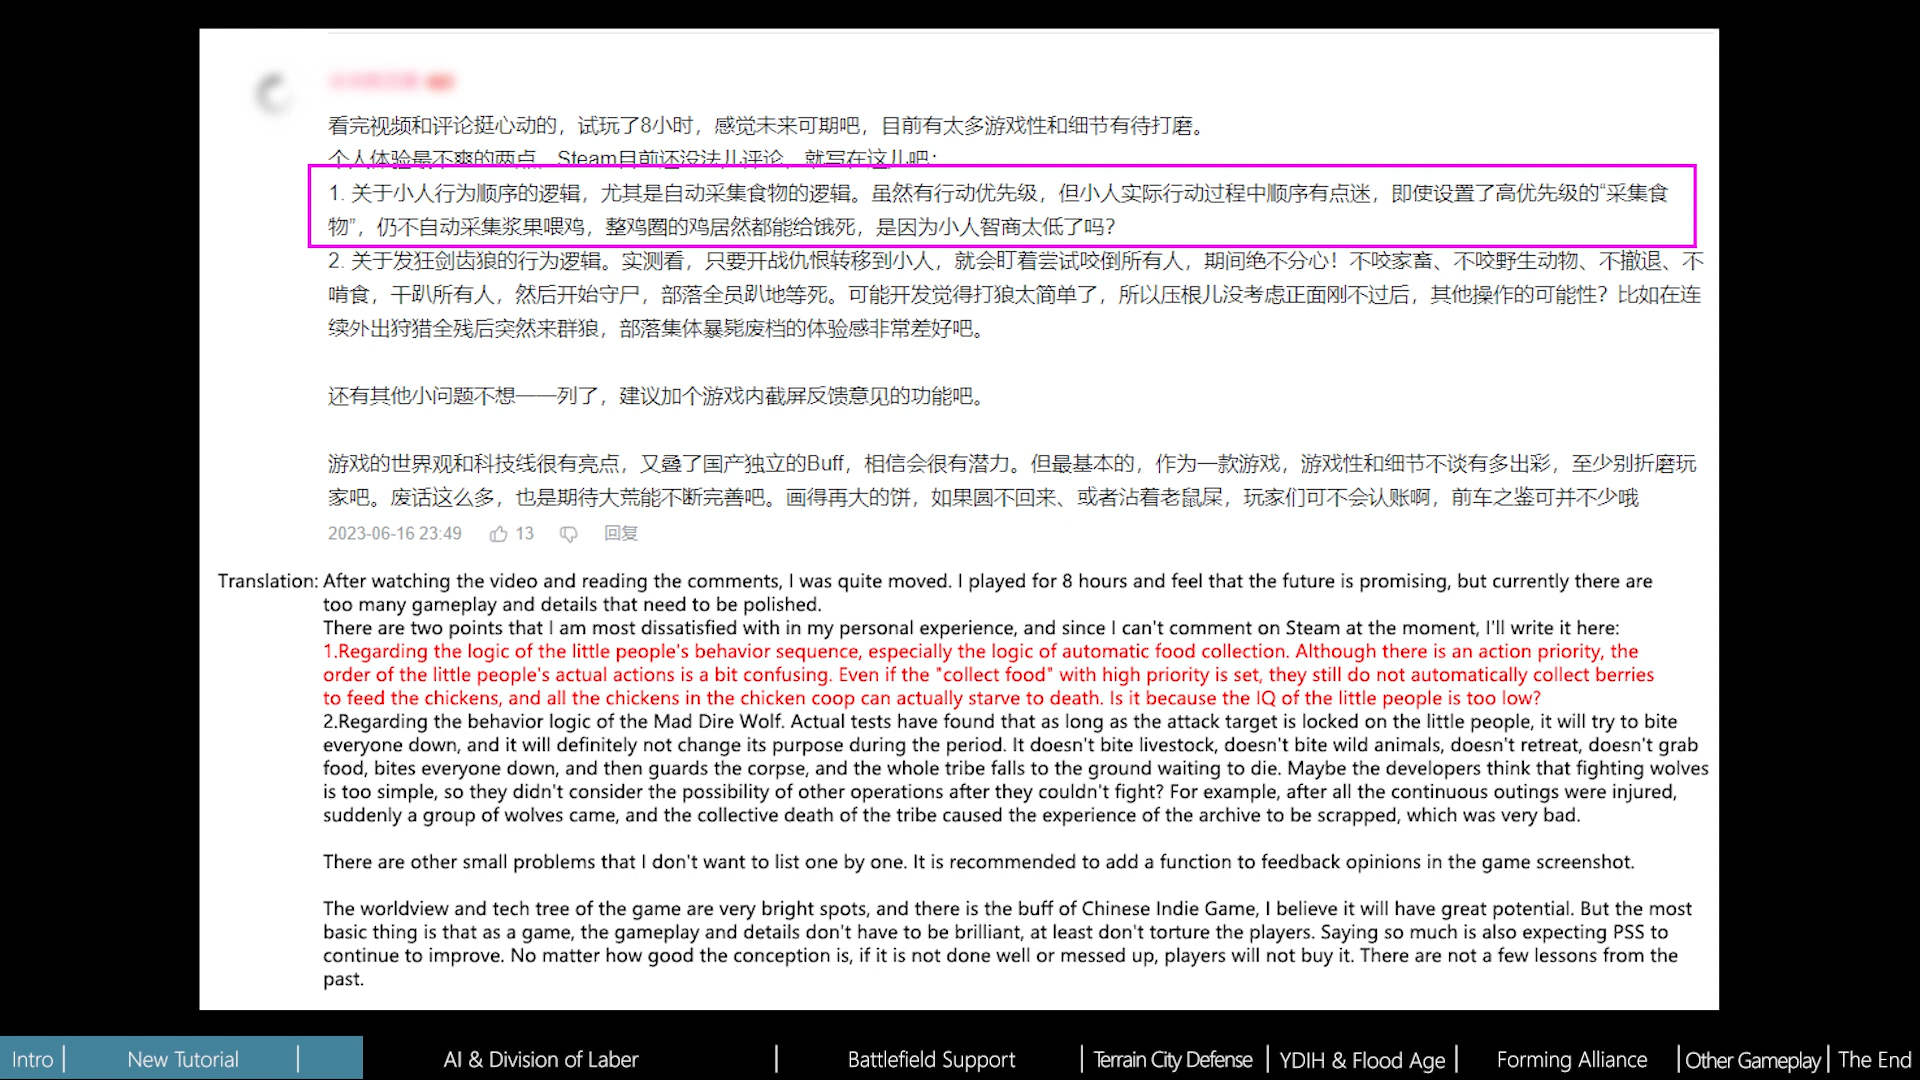 看完视频和评论挺心动的，试玩了8小时，感觉未来可期吧，目前有太多游戏性和细节有待打磨。
个人体验最不爽的两点，Steam目前还没法儿评论，就写在这儿吧：
1. 关于小人行为顺序的逻辑，尤其是自动采集食物的逻辑。虽然有行动优先级，但小人实际行动过程中顺序有点迷，即使设置了高优先级的“采集食
物”，仍不自动采集浆果喂鸡，整鸡圈的鸡居然都能给饿死，是因为小人智商太低了吗？
2. 关于发狂剑齿狼的行为逻辑。实测看，只要开战仇恨转移到小人，就会盯着尝试咬倒所有人，期间绝不分心！不咬家畜、不咬野生动物、不撤退、不
啃食，干趴所有人，然后开始守尸，部落全员趴地等死。可能开发觉得打狼太简单了，所以压根儿没考虑正面刚不过后，其他操作的可能性？比如在连
续外出狩猎全残后突然来群狼，部落集体暴毙废档的体验感非常差好吧。
还有其他小问题不想一一列了，建议加个游戏内截屏反馈意见的功能吧。
游戏的世界观和科技线很有亮点，又叠了国产独立的Buff，相信会很有潜力。但最基本的，作为一款游戏，游戏性和细节不谈有多出彩，至少别折磨玩
家吧。废话这么多，也是期待大荒能不断完善吧。画得再大的饼，如果圆不回来、或者沾着老鼠屎，玩家们可不会认账啊，前车之鉴可并不少哦
2023-06-16 23:49 13 回复
Translation: After watching the video and reading the comments, I was quite moved. I played for 8 hours and feel that the future is promising, but currently there are
too many gameplay and details that need to be polished.
There are two points that I am most dissatisfied with in my personal experience, and since I can't comment on Steam at the moment, I'll write it here:
1.Regarding the logic of the little people's behavior sequence, especially the logic of automatic food collection. Although there is an action priority, the
order of the little people's actual actions is a bit confusing. Even if the "collect food" with high priority is set, they still do not automatically collect berries
to feed the chickens, and all the chickens in the chicken coop can actually starve to death. Is it because the IQ of the little people is too low?
2.Regarding the behavior logic of the Mad Dire Wolf. Actual tests have found that as long as the attack target is locked on the little people, it will try to bite
everyone down, and it will definitely not change its purpose during the period. It doesn't bite livestock, doesn't bite wild animals, doesn't retreat, doesn't grab
food, bites everyone down, and then guards the corpse, and the whole tribe falls to the ground waiting to die. Maybe the developers think that fighting wolves
is too simple, so they didn't consider the possibility of other operations after they couldn't fight? For example, after all the continuous outings were injured,
suddenly a group of wolves came, and the collective death of the tribe caused the experience of the archive to be scrapped, which was very bad.
There are other small problems that I don't want to list one by one. It is recommended to add a function to feedback opinions in the game screenshot.
The worldview and tech tree of the game are very bright spots, and there is the buff of Chinese Indie Game, I believe it will have great potential. But the most
basic thing is that as a game, the gameplay and details don't have to be brilliant, at least don't torture the players. Saying so much is also expecting PSS to
continue to improve. No matter how good the conception is, if it is not done well or messed up, players will not buy it. There are not a few lessons from the
past.
Intro | New Tutorial | AI & Division of Laber | Battlefield Support | Terrain City Defense | YDIH & Flood Age | Forming Alliance | Other Gameplay | The End